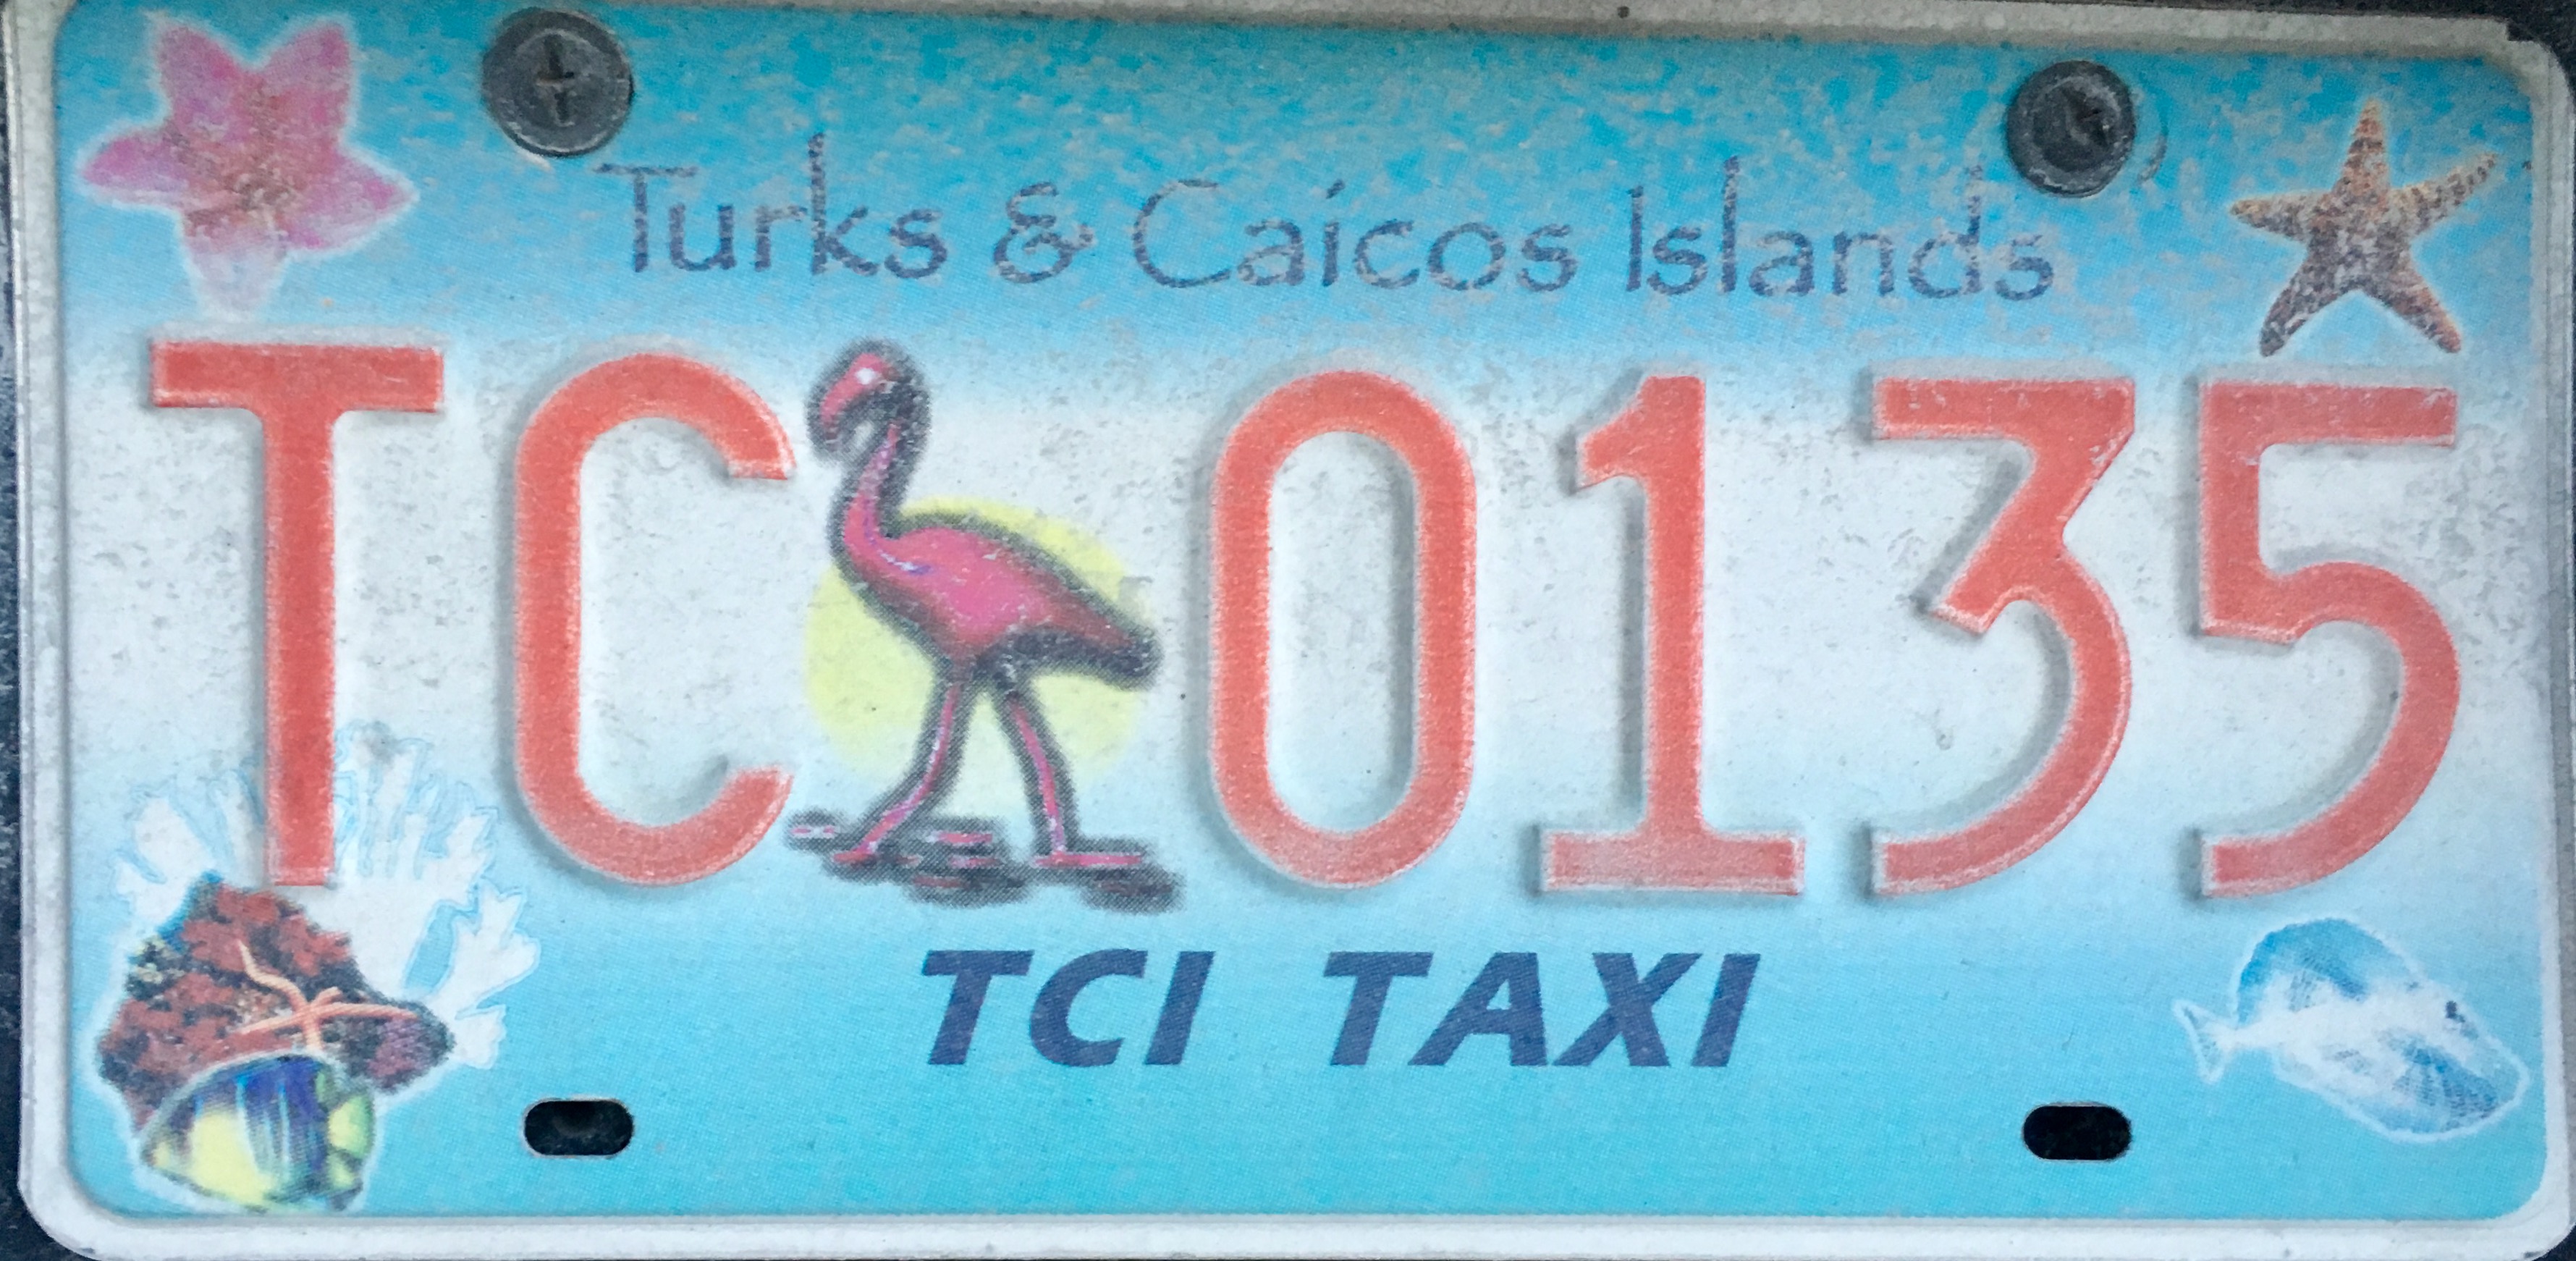 Turks & Caicos Islands
TC 0135
TCI TAXI